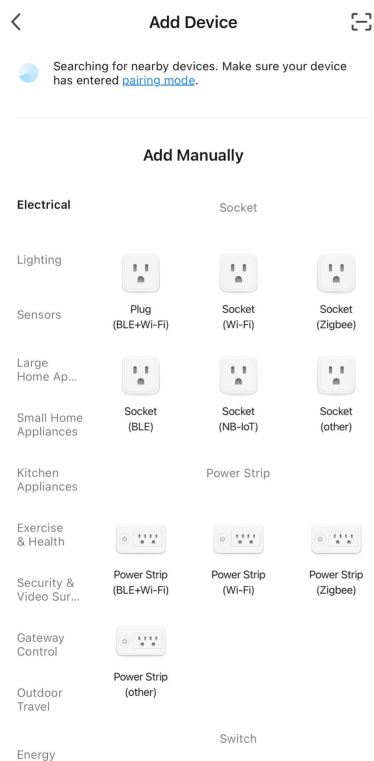 Add Device
Searching for nearby devices. Make sure your device
has entered pairing mode.
Add Manually
Electrical
Lighting
Sensors
Large
Home Ap...
Small Home
Appliances
Kitchen
Appliances
Exercise
& Health
Security &
Video Sur...
Gateway
Control
Outdoor
Travel
Energy
Socket
Plug
(BLE+Wi-Fi)
Socket
(Wi-Fi)
Socket
(Zigbee)
Socket
(BLE)
Socket
(NB-IoT)
Socket
(other)
Power Strip
Power Strip
(BLE+Wi-Fi)
Power Strip
(Wi-Fi)
Power Strip
(Zigbee)
Power Strip
(other)
Switch